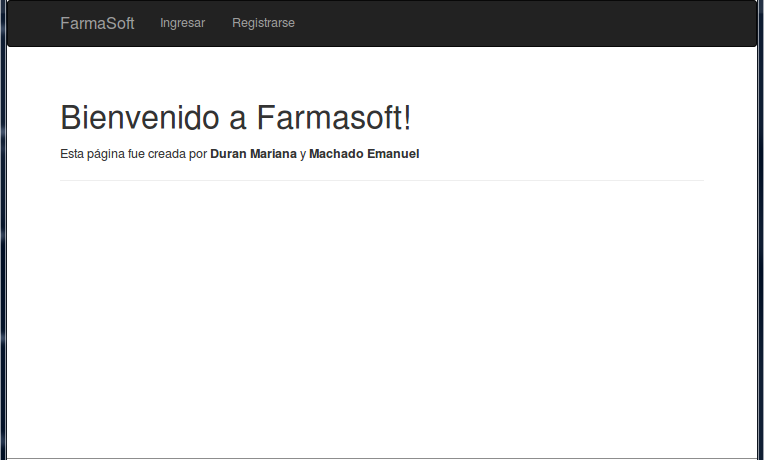 FarmaSoft Ingresar Registrarse
Bienvenido a Farmasoft!
Esta página fue creada por Duran Mariana y Machado Emanuel